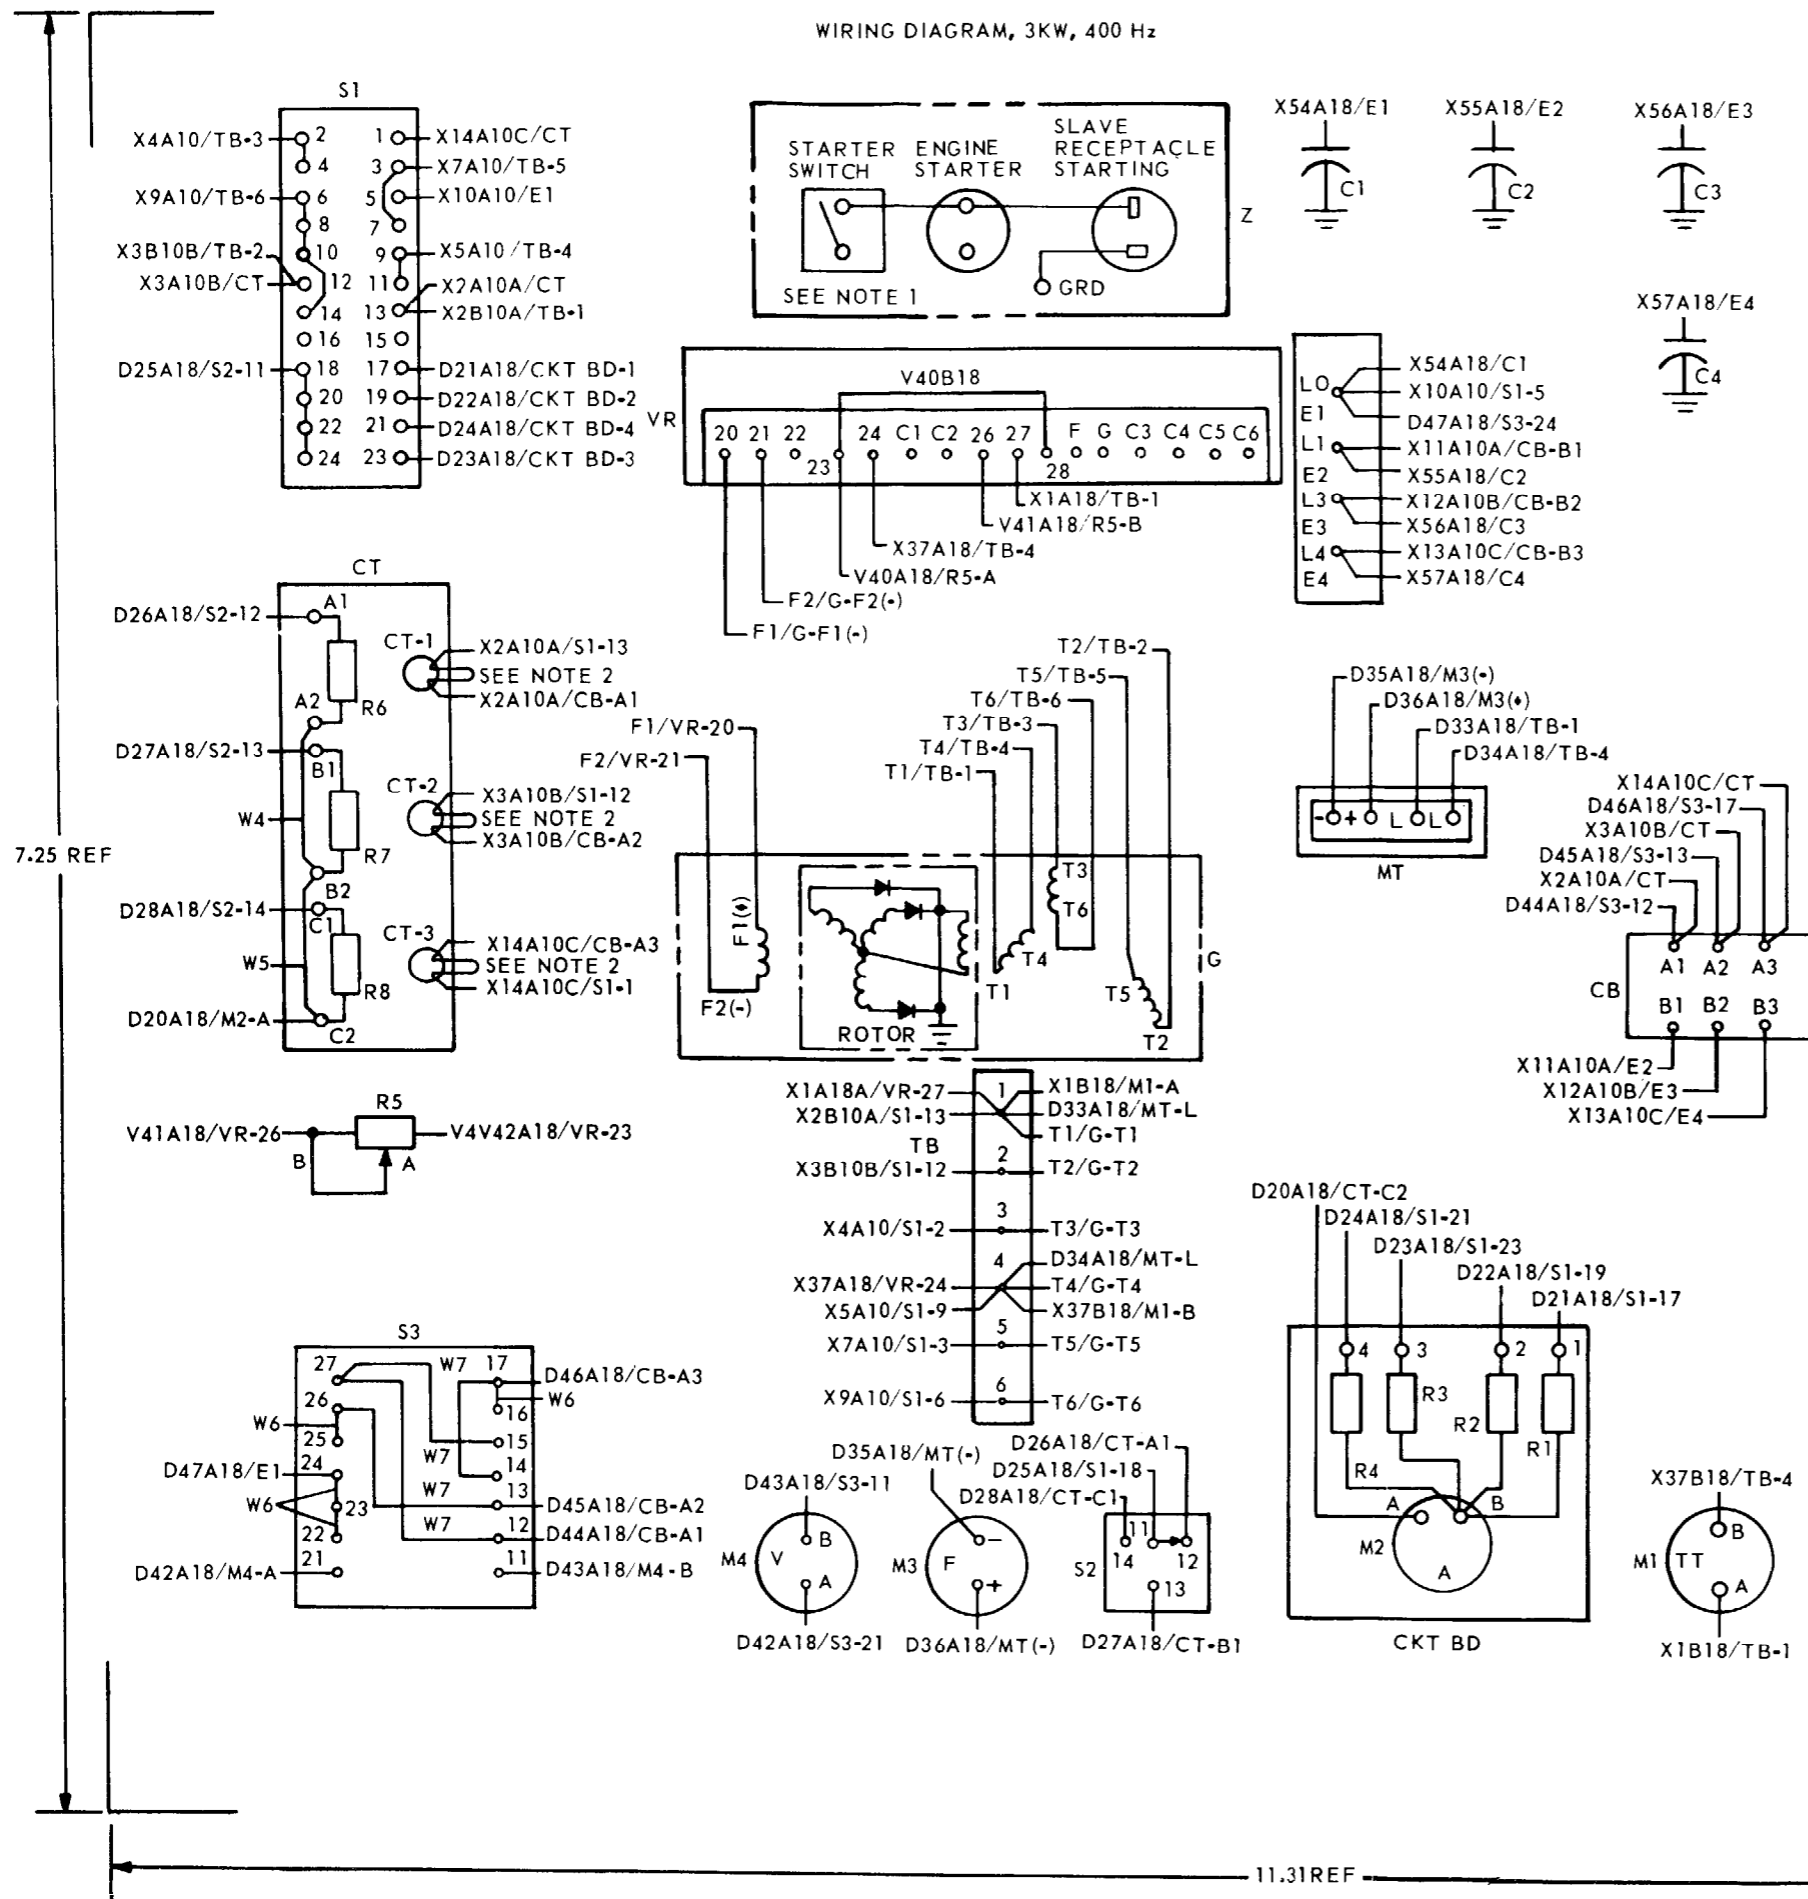 WIRING DIAGRAM, 3KW, 400 Hz
7.25 REF
S1
X4A10/TB-3
2
1
X14A10C/CT
4
3
X7A10/TB-5
X9A10/TB-6
6
5
X10A10/E1
8
7
X3B10B/TB-2
10
9
X5A10/TB-4
X3A10B/CT
12
11
X2A10A/CT
14
13
X2B10A/TB-1
16
15
D25A18/S2-11
18
17
D21A18/CKT BD-1
20
19
D22A18/CKT BD-2
22
21
D24A18/CKT BD-4
24
23
D23A18/CKT BD-3
STARTER
SWITCH
ENGINE
STARTER
SLAVE
RECEPTACLE
STARTING
SEE NOTE 1
GRD
Z
X54A18/E1
C1
X55A18/E2
C2
X56A18/E3
C3
X57A18/E4
C4
VR
V40B18
20 21 22 23 24 C1 C2 26 27 28 F G C3 C4 C5 C6
X1A18/TB-1
V41A18/R5-B
X37A18/TB-4
V40A18/R5-A
F2/G-F2(-)
F1/G-F1(-)
LO
E1
L1
E2
L3
E3
L4
E4
X54A18/C1
X10A10/S1-5
D47A18/S3-24
X11A10A/CB-B1
X55A18/C2
X12A10B/CB-B2
X56A18/C3
X13A10C/CB-B3
X57A18/C4
CT
D26A18/S2-12
A1
R6
A2
D27A18/S2-13
B1
W4
R7
B2
D28A18/S2-14
C1
W5
R8
D20A18/M2-A
C2
CT-1
X2A10A/S1-13
SEE NOTE 2
X2A10A/CB-A1
CT-2
X3A10B/S1-12
SEE NOTE 2
X3A10B/CB-A2
CT-3
X14A10C/CB-A3
SEE NOTE 2
X14A10C/S1-1
F1/VR-20
F2/VR-21
T2/TB-2
T5/TB-5
T6/TB-6
T3/TB-3
T4/TB-4
T1/TB-1
F1(+)
F2(-)
ROTOR
T3
T6
T4
T1
T5
T2
G
D35A18/M3(-)
D36A18/M3(+)
D33A18/TB-1
D34A18/TB-4
- + L L
MT
X14A10C/CT
D46A18/S3-17
X3A10B/CT
D45A18/S3-13
X2A10A/CT
D44A18/S3-12
A1 A2 A3
CB
B1 B2 B3
X11A10A/E2
X12A10B/E3
X13A10C/E4
R5
V41A18/VR-26
V4V42A18/VR-23
B
A
TB
X1A18A/VR-27
1
X1B18/M1-A
X2B10A/S1-13
D33A18/MT-L
T1/G-T1
X3B10B/S1-12
2
T2/G-T2
X4A10/S1-2
3
T3/G-T3
4
D34A18/MT-L
X37A18/VR-24
T4/G-T4
X5A10/S1-9
X37B18/M1-B
X7A10/S1-3
5
T5/G-T5
X9A10/S1-6
6
T6/G-T6
D20A18/CT-C2
D24A18/S1-21
D23A18/S1-23
D22A18/S1-19
D21A18/S1-17
4 3 2 1
R3
R2
R1
R4
A
B
M2
A
CKT BD
S3
27
W7
17
D46A18/CB-A3
W6
26
16
W6
25
15
W7
24
14
D47A18/E1
W7
13
W6
23
D45A18/CB-A2
W7
12
22
D44A18/CB-A1
21
11
D42A18/M4-A
D43A18/M4-B
D43A18/S3-11
B
M4
V
A
D42A18/S3-21
D35A18/MT(-)
-
M3
F
+
D36A18/MT(-)
D26A18/CT-A1
D25A18/S1-18
D28A18/CT-C1
11
14
12
S2
13
D27A18/CT-B1
X37B18/TB-4
B
M1
TT
A
X1B18/TB-1
11.31REF